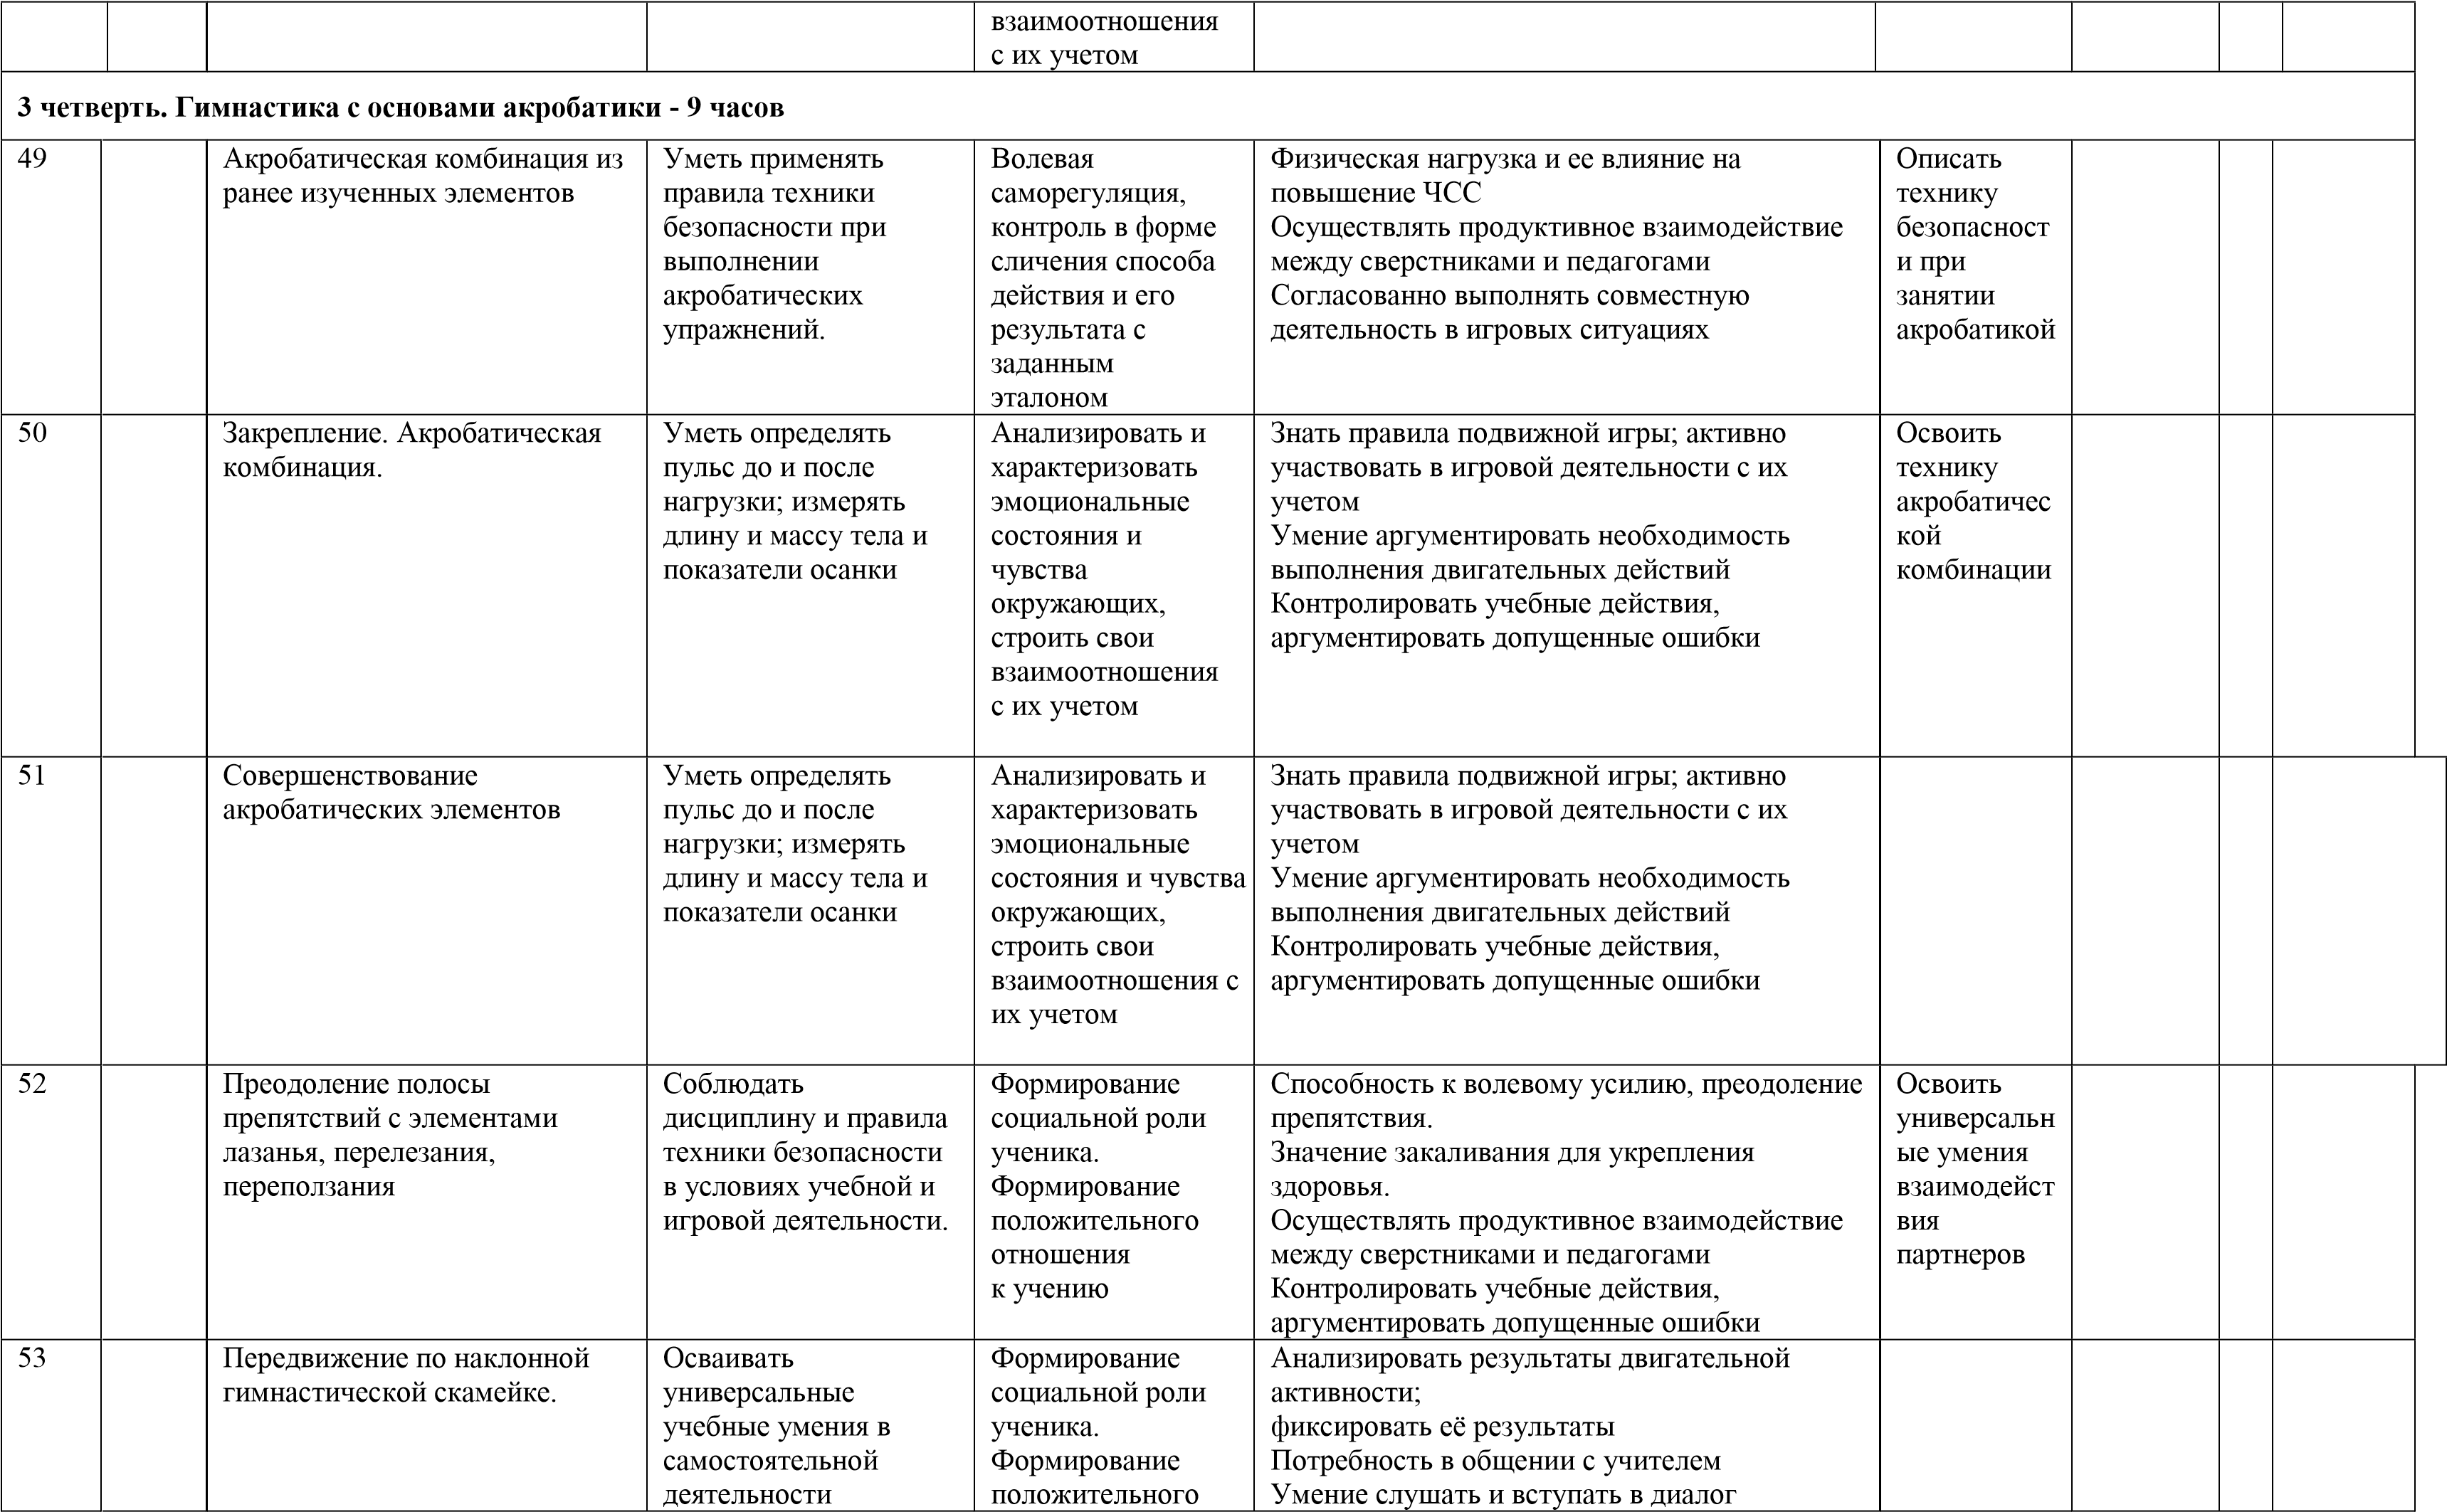 взаимоотношения
с их учетом
3 четверть. Гимнастика с основами акробатики - 9 часов
49
Акробатическая комбинация из
ранее изученных элементов
Уметь применять
правила техники
безопасности при
выполнении
акробатических
упражнений.
Волевая
саморегуляция,
контроль в форме
сличения способа
действия и его
результата с
заданным
эталоном
Физическая нагрузка и ее влияние на
повышение ЧСС
Осуществлять продуктивное взаимодействие
между сверстниками и педагогами
Согласованно выполнять совместную
деятельность в игровых ситуациях
Описать
технику
безопасност
и при
занятии
акробатикой
50
Закрепление. Акробатическая
комбинация.
Уметь определять
пульс до и после
нагрузки; измерять
длину и массу тела и
показатели осанки
Анализировать и
характеризовать
эмоциональные
состояния и
чувства
окружающих,
строить свои
взаимоотношения
с их учетом
Знать правила подвижной игры; активно
участвовать в игровой деятельности с их
учетом
Умение аргументировать необходимость
выполнения двигательных действий
Контролировать учебные действия,
аргументировать допущенные ошибки
Освоить
технику
акробатичес
кой
комбинации
51
Совершенствование
акробатических элементов
Уметь определять
пульс до и после
нагрузки; измерять
длину и массу тела и
показатели осанки
Анализировать и
характеризовать
эмоциональные
состояния и чувства
окружающих,
строить свои
взаимоотношения с
их учетом
Знать правила подвижной игры; активно
участвовать в игровой деятельности с их
учетом
Умение аргументировать необходимость
выполнения двигательных действий
Контролировать учебные действия,
аргументировать допущенные ошибки
52
Преодоление полосы
препятствий с элементами
лазанья, перелезания,
переползания
Соблюдать
дисциплину и правила
техники безопасности
в условиях учебной и
игровой деятельности.
Формирование
социальной роли
ученика.
Формирование
положительного
отношения
к учению
Способность к волевому усилию, преодоление
препятствия.
Значение закаливания для укрепления
здоровья.
Осуществлять продуктивное взаимодействие
между сверстниками и педагогами
Контролировать учебные действия,
аргументировать допущенные ошибки
Освоить
универсальн
ые умения
взаимодейст
вия
партнеров
53
Передвижение по наклонной
гимнастической скамейке.
Осваивать
универсальные
учебные умения в
самостоятельной
деятельности
Формирование
социальной роли
ученика.
Формирование
положительного
Анализировать результаты двигательной
активности;
фиксировать её результаты
Потребность в общении с учителем
Умение слушать и вступать в диалог